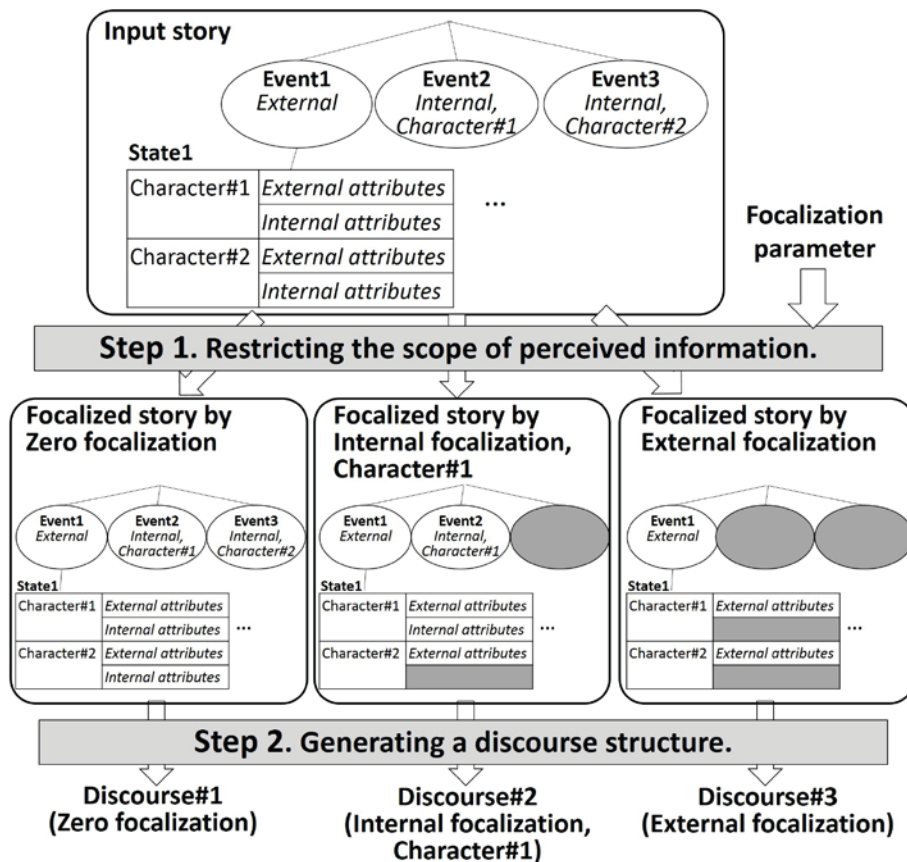 Input story
Event1
External
Event2
Internal,
Character#1
Event3
Internal,
Character#2
State1
Character#1
External attributes
Internal attributes
Character#2
External attributes
Internal attributes
...
Focalization
parameter
Step 1. Restricting the scope of perceived information.
Focalized story by
Zero focalization
Event1
External
Event2
Internal,
Character#1
Event3
Internal,
Character#2
State1
Character#1
External attributes
Internal attributes
Character#2
External attributes
Internal attributes
...
Focalized story by
Internal focalization,
Character#1
Event1
External
Event2
Internal,
Character#1
State1
Character#1
External attributes
Internal attributes
Character#2
External attributes
...
Focalized story by
External focalization
Event1
External
State1
Character#1
External attributes
Character#2
External attributes
...
Step 2. Generating a discourse structure.
Discourse#1
(Zero focalization)
Discourse#2
(Internal focalization,
Character#1)
Discourse#3
(External focalization)